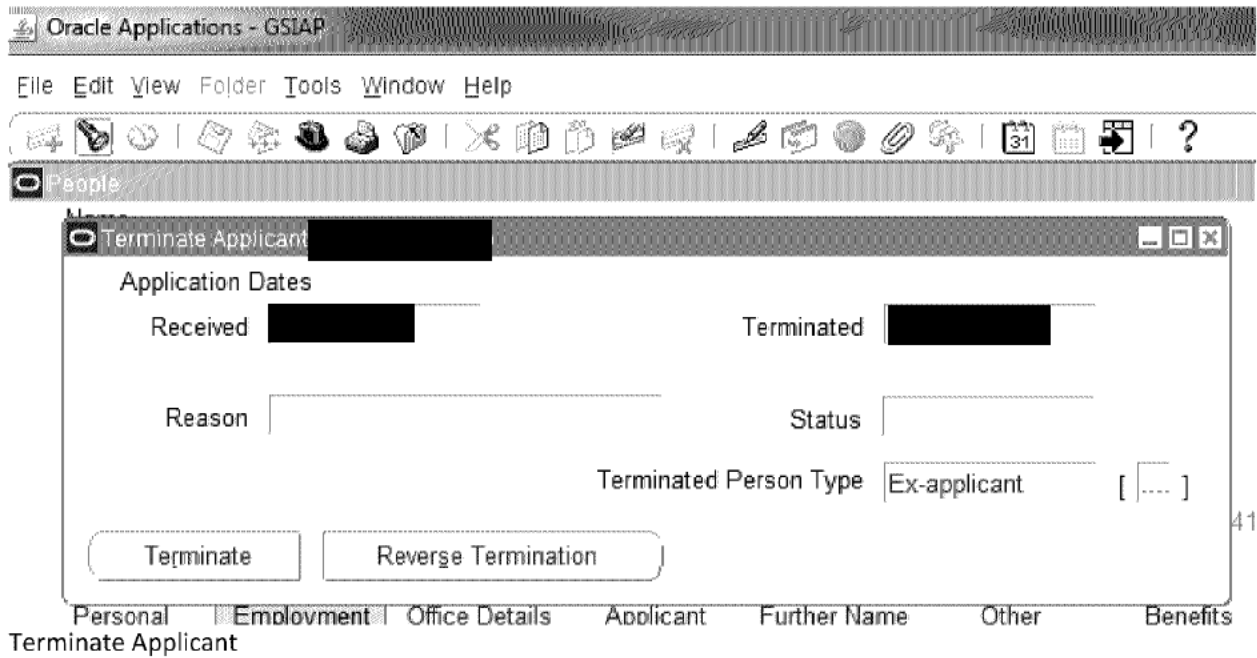 Oracle Applications - GSIAP
File Edit View Folder Tools Window Help
31 ?
People
Name
Terminate Applicant
Application Dates
Received Terminated
Reason Status
Terminated Person Type Ex-applicant [ .... ]
41
Terminate Reverse Termination
Personal Employment Office Details Applicant Further Name Other Benefits
Terminate Applicant